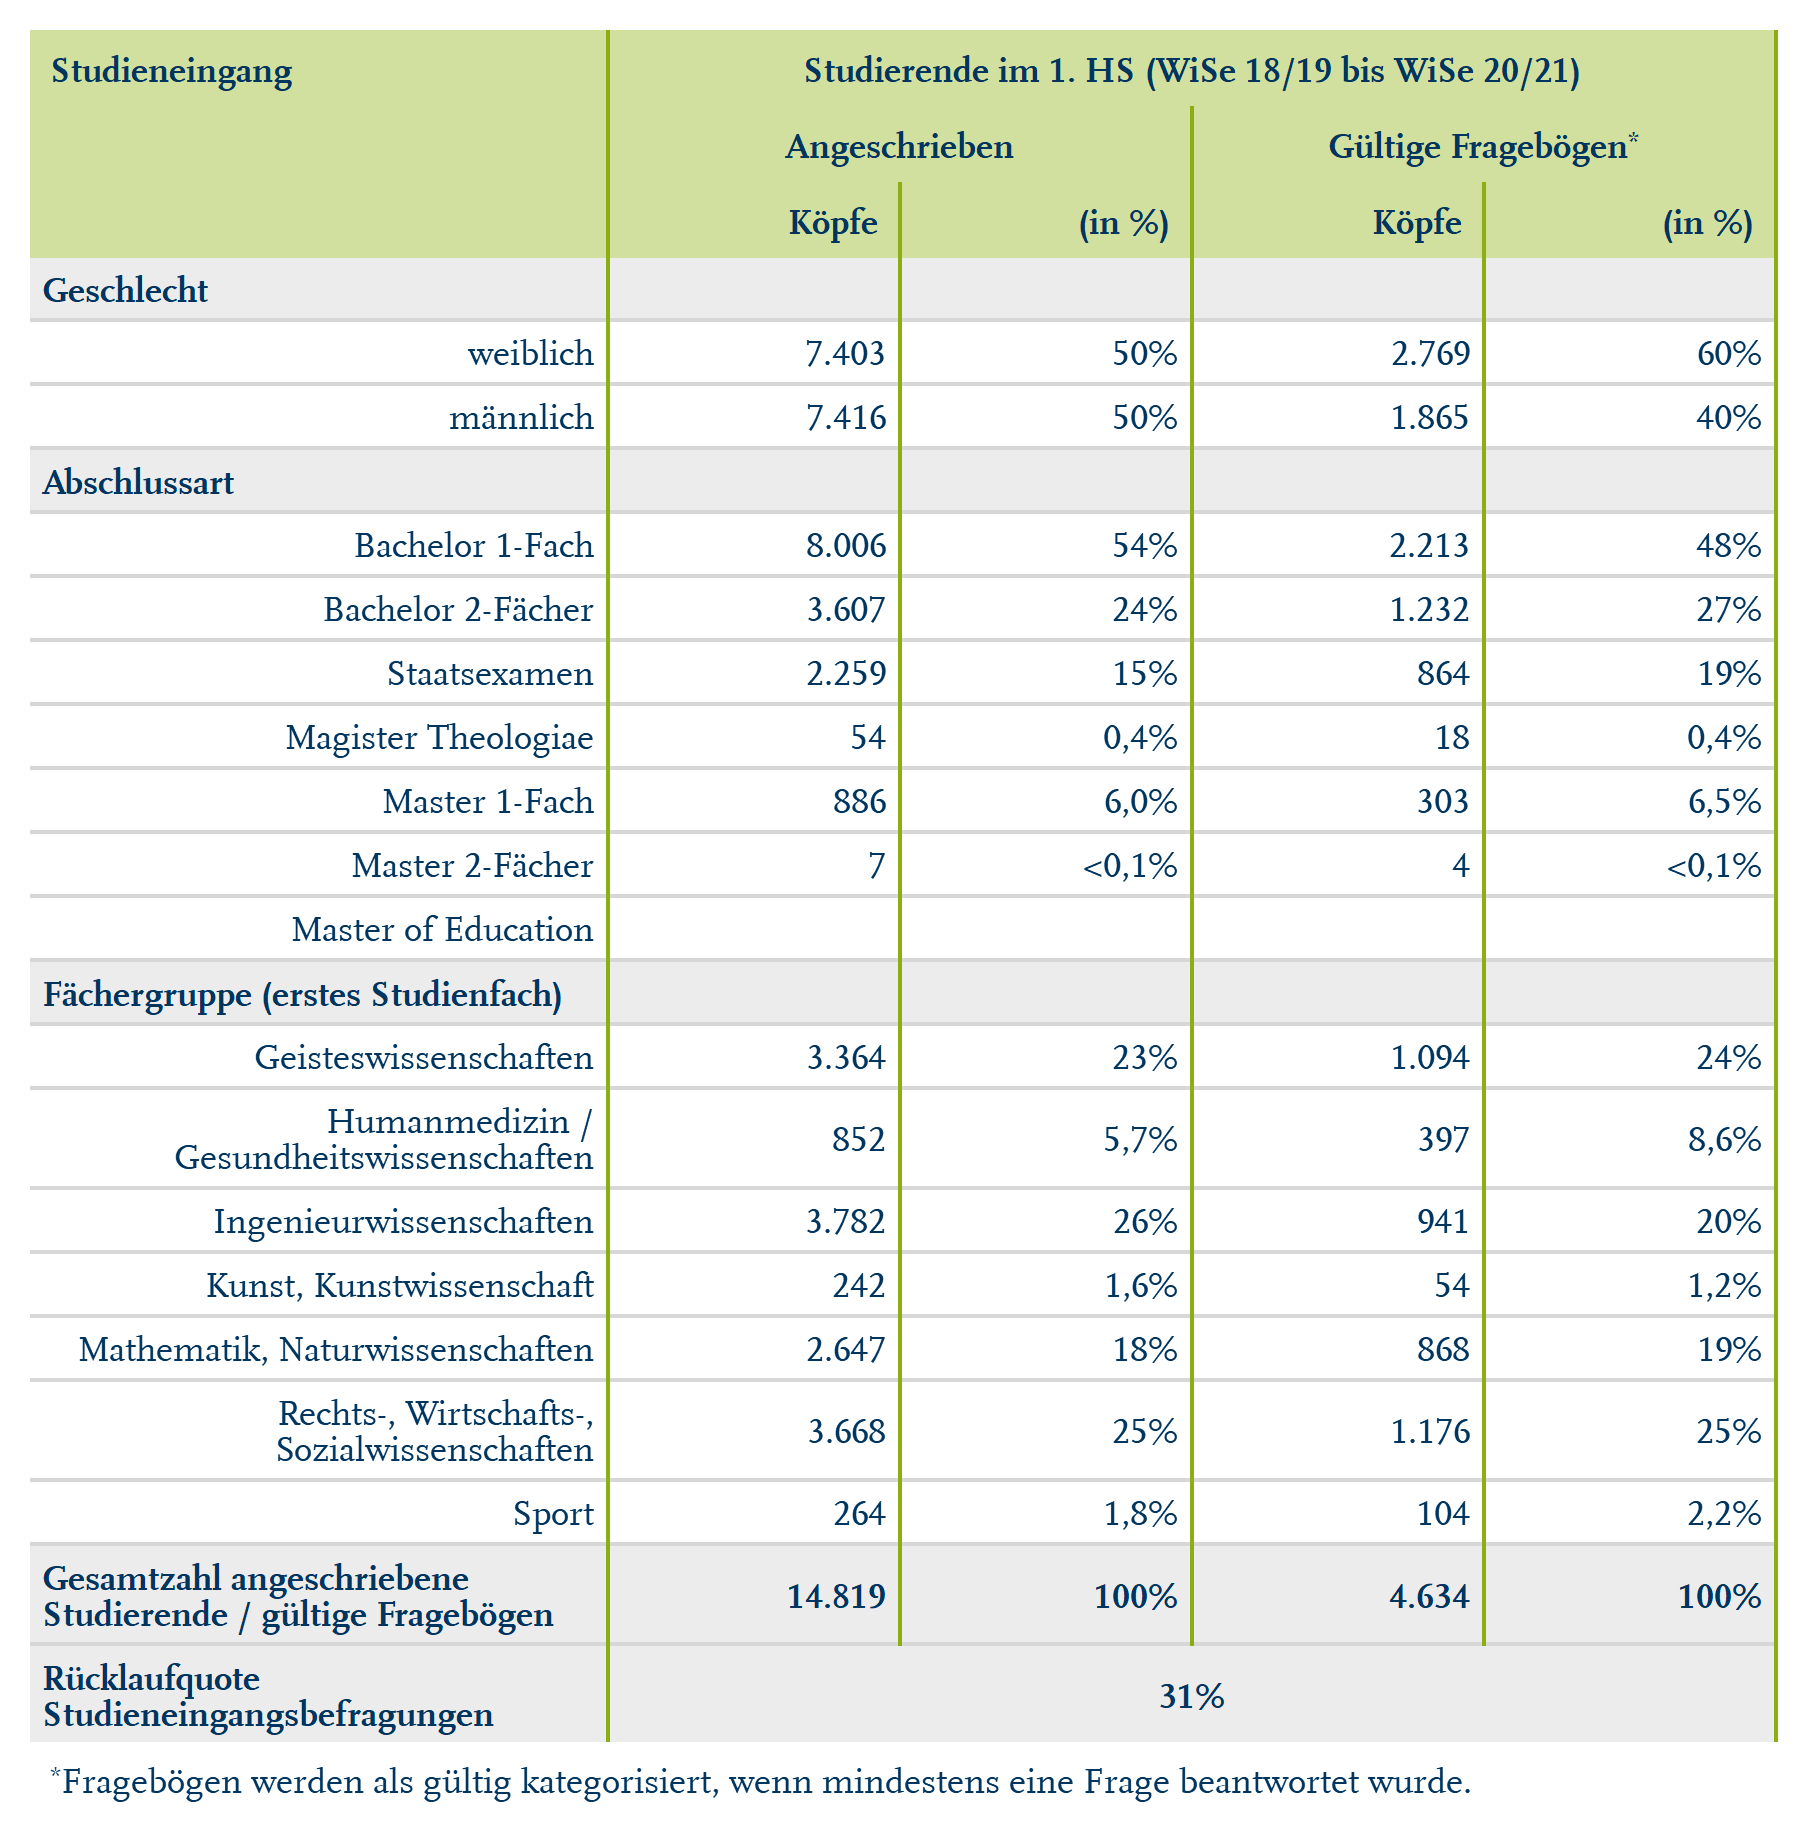 Studieneingang Studierende im 1. HS (WiSe 18/19 bis WiSe 20/21)
Angeschrieben Gültige Fragebögen*
Köpfe (in %) Köpfe (in %)
Geschlecht
weiblich 7.403 50% 2.769 60%
männlich 7.416 50% 1.865 40%
Abschlussart
Bachelor 1-Fach 8.006 54% 2.213 48%
Bachelor 2-Fächer 3.607 24% 1.232 27%
Staatsexamen 2.259 15% 864 19%
Magister Theologiae 54 0,4% 18 0,4%
Master 1-Fach 886 6,0% 303 6,5%
Master 2-Fächer 7 <0,1% 4 <0,1%
Master of Education
Fächergruppe (erstes Studienfach)
Geisteswissenschaften 3.364 23% 1.094 24%
Humanmedizin /
Gesundheitswissenschaften 852 5,7% 397 8,6%
Ingenieurwissenschaften 3.782 26% 941 20%
Kunst, Kunstwissenschaft 242 1,6% 54 1,2%
Mathematik, Naturwissenschaften 2.647 18% 868 19%
Rechts-, Wirtschafts-,
Sozialwissenschaften 3.668 25% 1.176 25%
Sport 264 1,8% 104 2,2%
Gesamtzahl angeschriebene
Studierende / gültige Fragebögen 14.819 100% 4.634 100%
Rücklaufquote
Studieneingangsbefragungen 31%
*Fragebögen werden als gültig kategorisiert, wenn mindestens eine Frage beantwortet wurde.